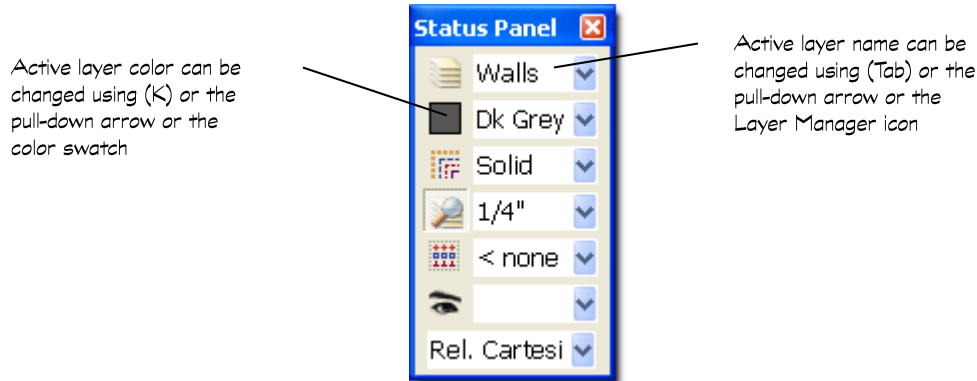 Active layer color can be
changed using (K) or the
pull-down arrow or the
color swatch
Status Panel
Walls
Dk Grey
Solid
1/4"
< none
Rel. Cartesi
Active layer name can be
changed using (Tab) or the
pull-down arrow or the
Layer Manager icon